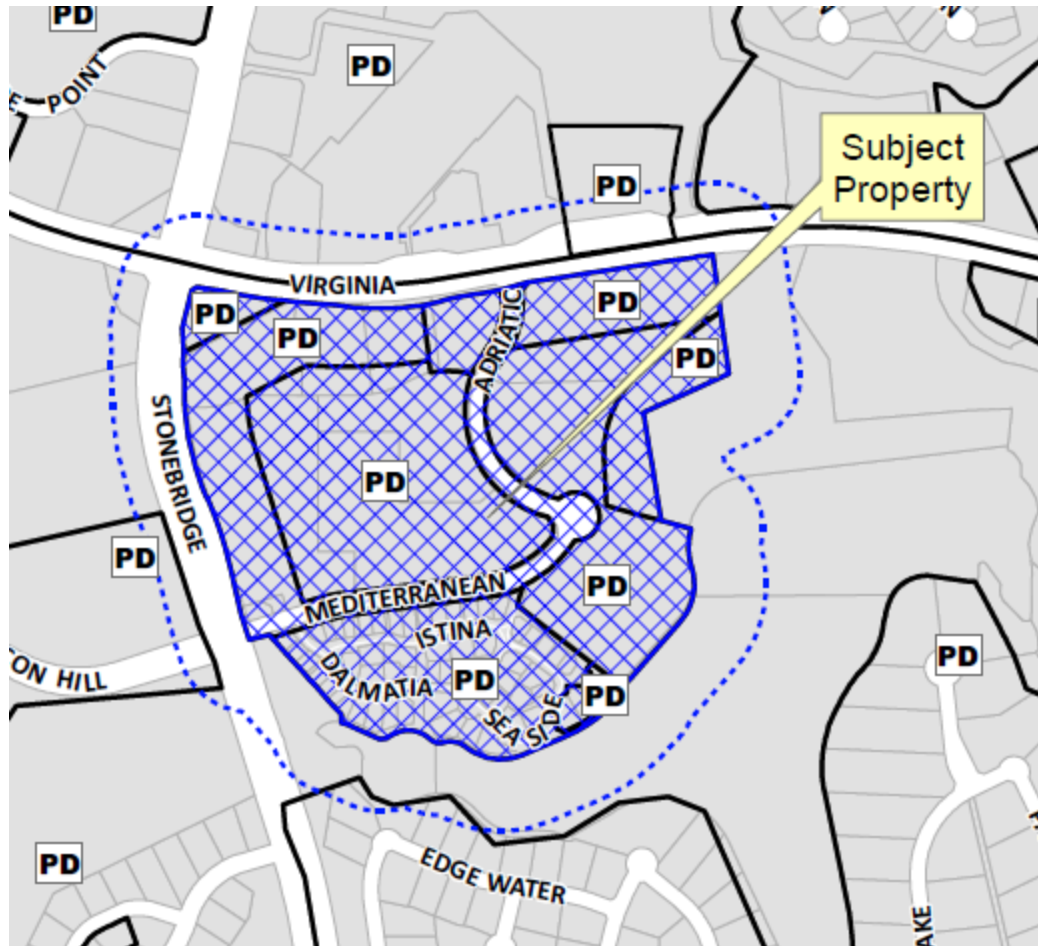 PD
PD
E POINT
PD
Subject
Property
VIRGINIA
PD
PD
PD
ADRIATIC
PD
STONEBRIDGE
PD
PD
MEDITERRANEAN
PD
ISTINA
ON HILL
DALMATIA
PD
SEA SIDE
PD
PD
PD
EDGE WATER
AKE